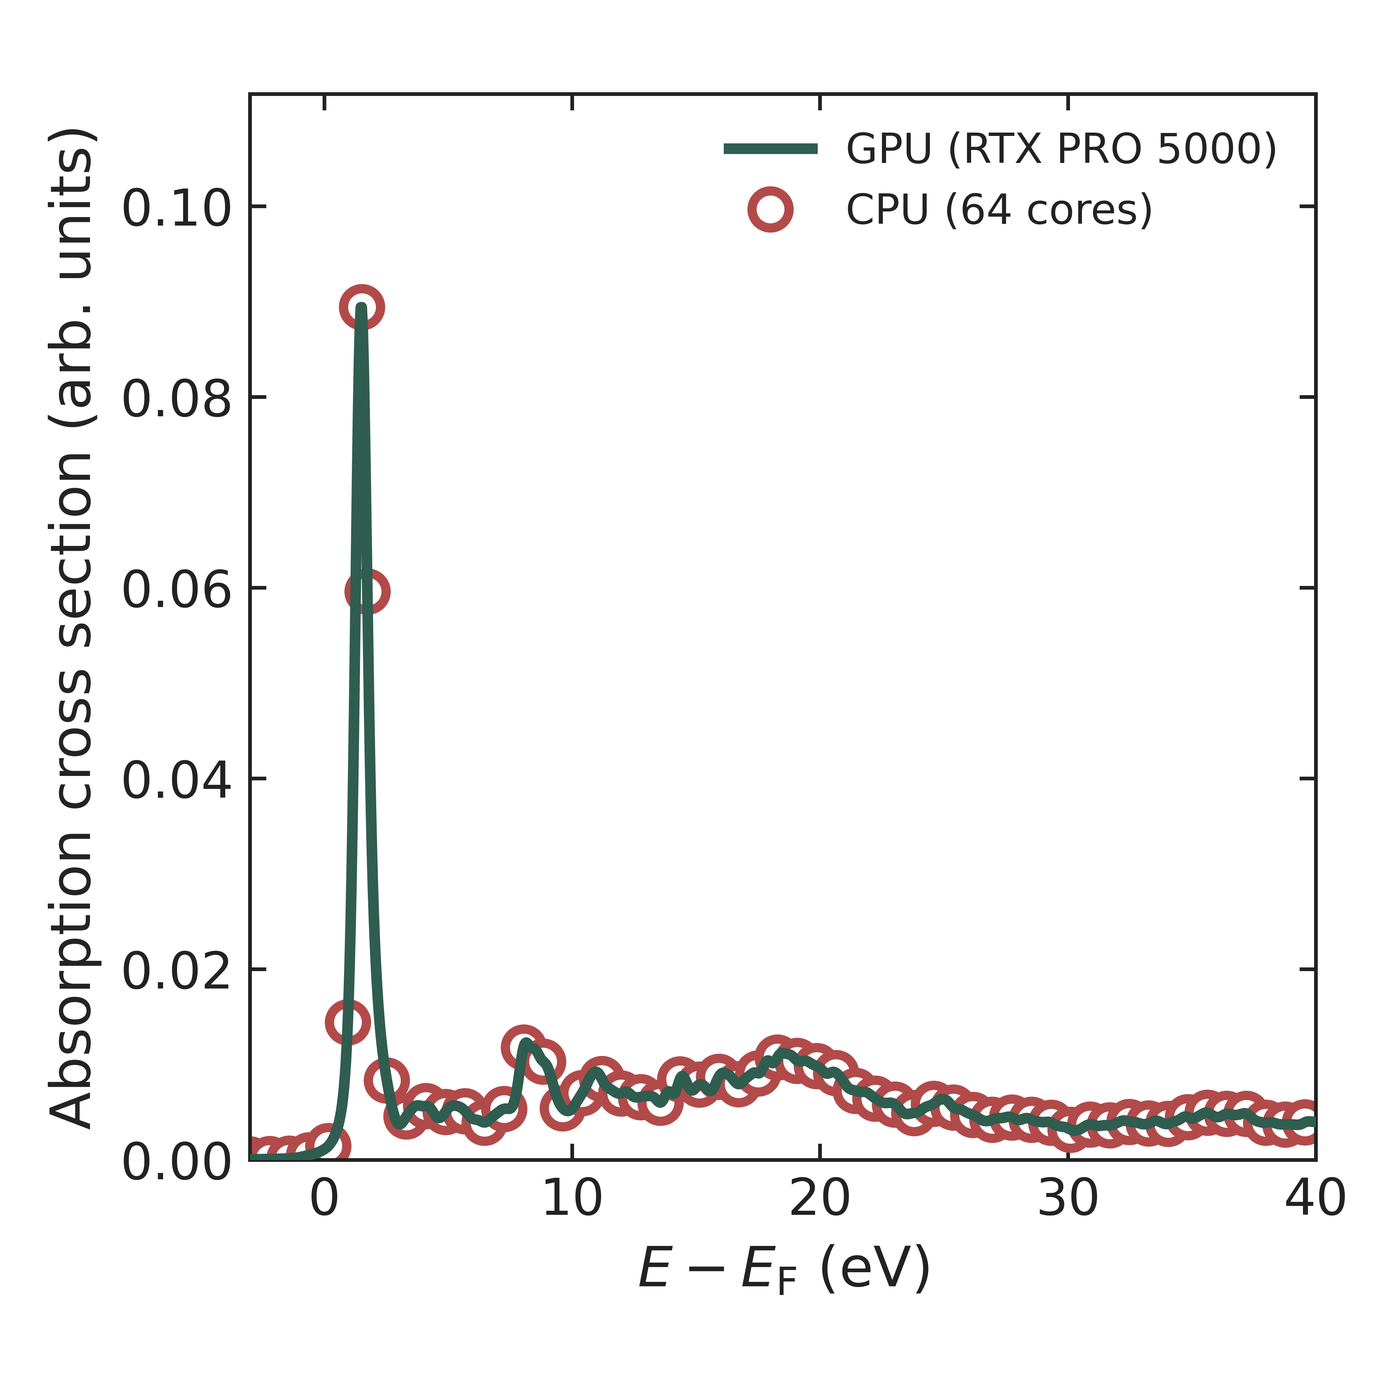 GPU (RTX PRO 5000)
CPU (64 cores)
Absorption cross section (arb. units)
0.10
0.08
0.06
0.04
0.02
0.00
0 10 20 30 40
E − E_F (eV)